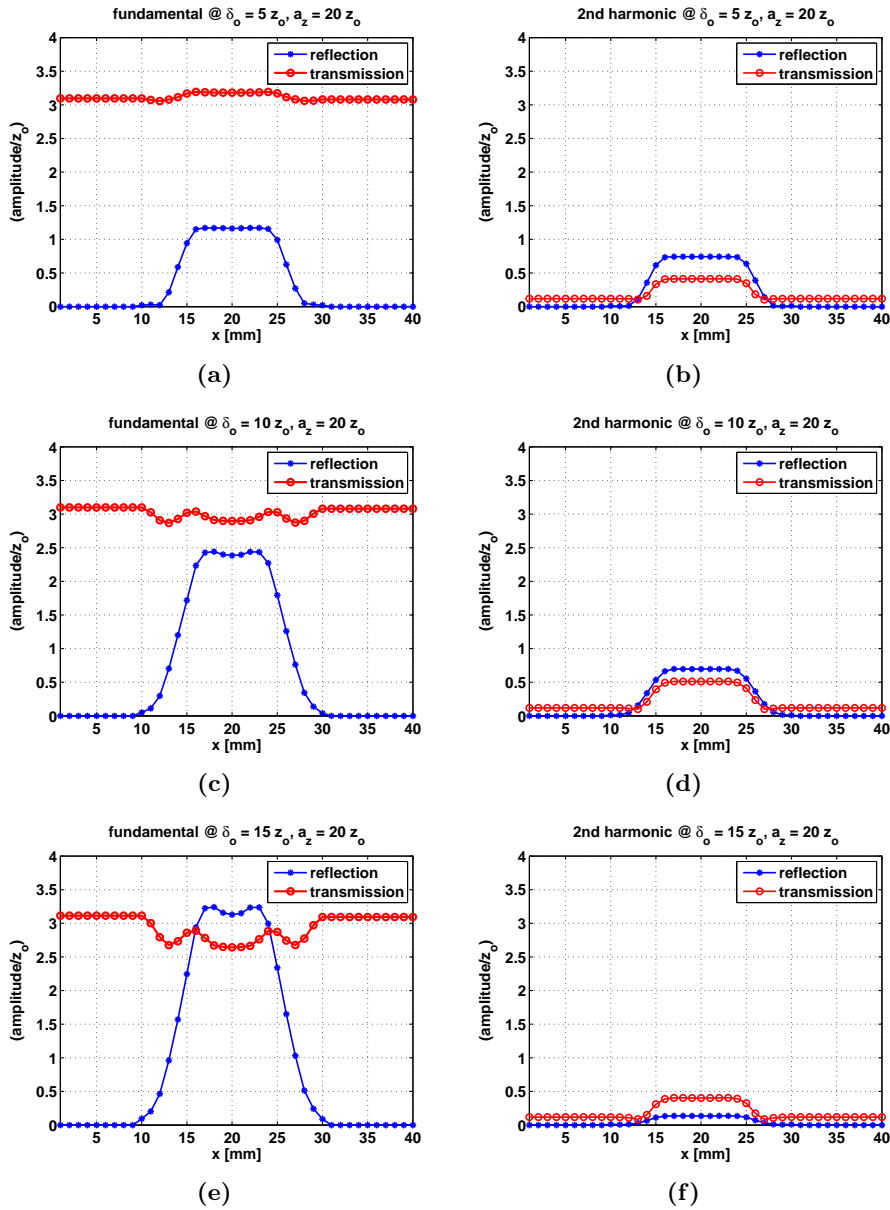 fundamental @ δo = 5 zo, az = 20 zo
4
3.5
3
2.5
2
1.5
1
0.5
0
(amplitude/zo)
reflection
transmission
5 10 15 20 25 30 35 40
x [mm]
(a)
2nd harmonic @ δo = 5 zo, az = 20 zo
4
3.5
3
2.5
2
1.5
1
0.5
0
(amplitude/zo)
reflection
transmission
5 10 15 20 25 30 35 40
x [mm]
(b)
fundamental @ δo = 10 zo, az = 20 zo
4
3.5
3
2.5
2
1.5
1
0.5
0
(amplitude/zo)
reflection
transmission
5 10 15 20 25 30 35 40
x [mm]
(c)
2nd harmonic @ δo = 10 zo, az = 20 zo
4
3.5
3
2.5
2
1.5
1
0.5
0
(amplitude/zo)
reflection
transmission
5 10 15 20 25 30 35 40
x [mm]
(d)
fundamental @ δo = 15 zo, az = 20 zo
4
3.5
3
2.5
2
1.5
1
0.5
0
(amplitude/zo)
reflection
transmission
5 10 15 20 25 30 35 40
x [mm]
(e)
2nd harmonic @ δo = 15 zo, az = 20 zo
4
3.5
3
2.5
2
1.5
1
0.5
0
(amplitude/zo)
reflection
transmission
5 10 15 20 25 30 35 40
x [mm]
(f)